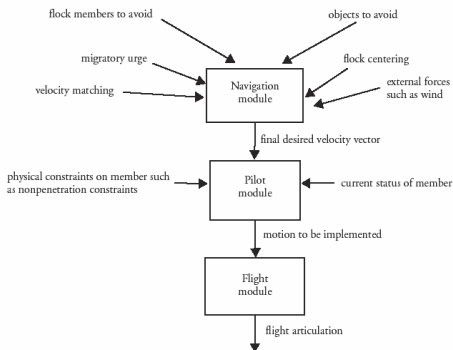 flock members to avoid
objects to avoid
migratory urge
flock centering
velocity matching
Navigation
module
external forces
such as wind
final desired velocity vector
physical constraints on member such
as nonpenetration constraints
Pilot
module
current status of member
motion to be implemented
Flight
module
flight articulation